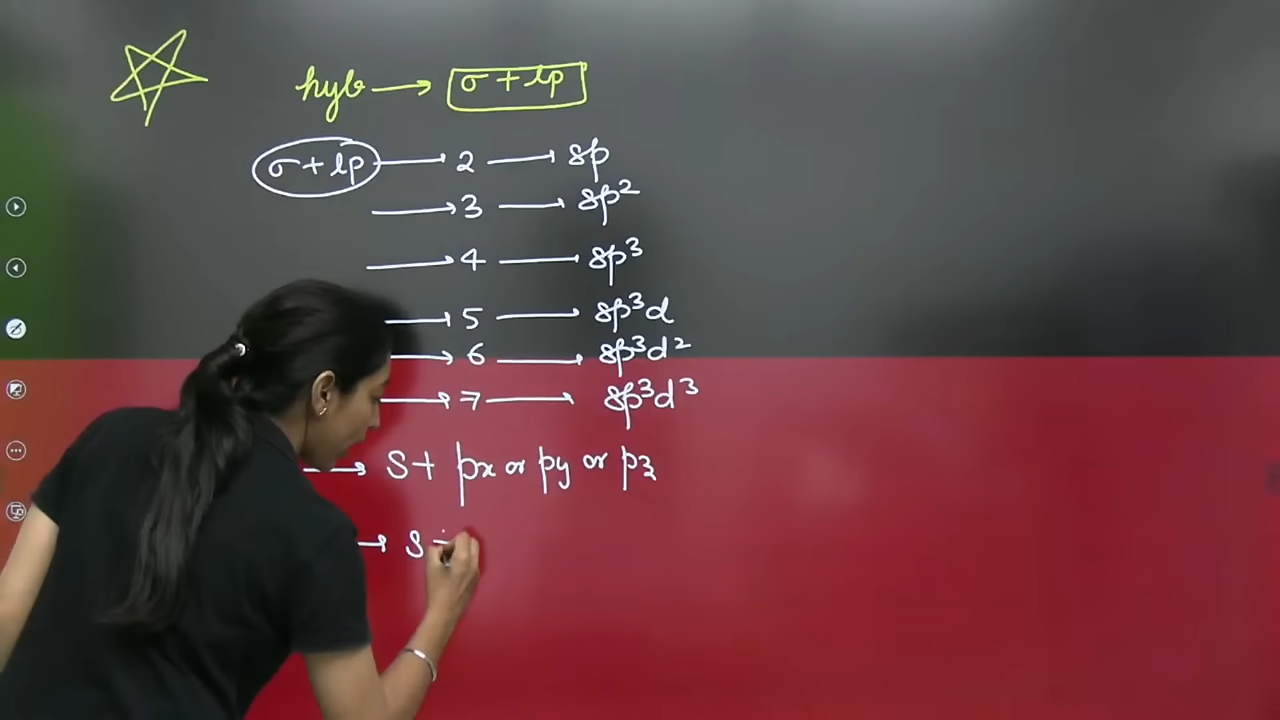 hyb → σ + lp
σ + lp → 2 → sp
→ 3 → sp²
→ 4 → sp³
→ 5 → sp³d
→ 6 → sp³d²
→ 7 → sp³d³
→ s + px or py or pz
→ s